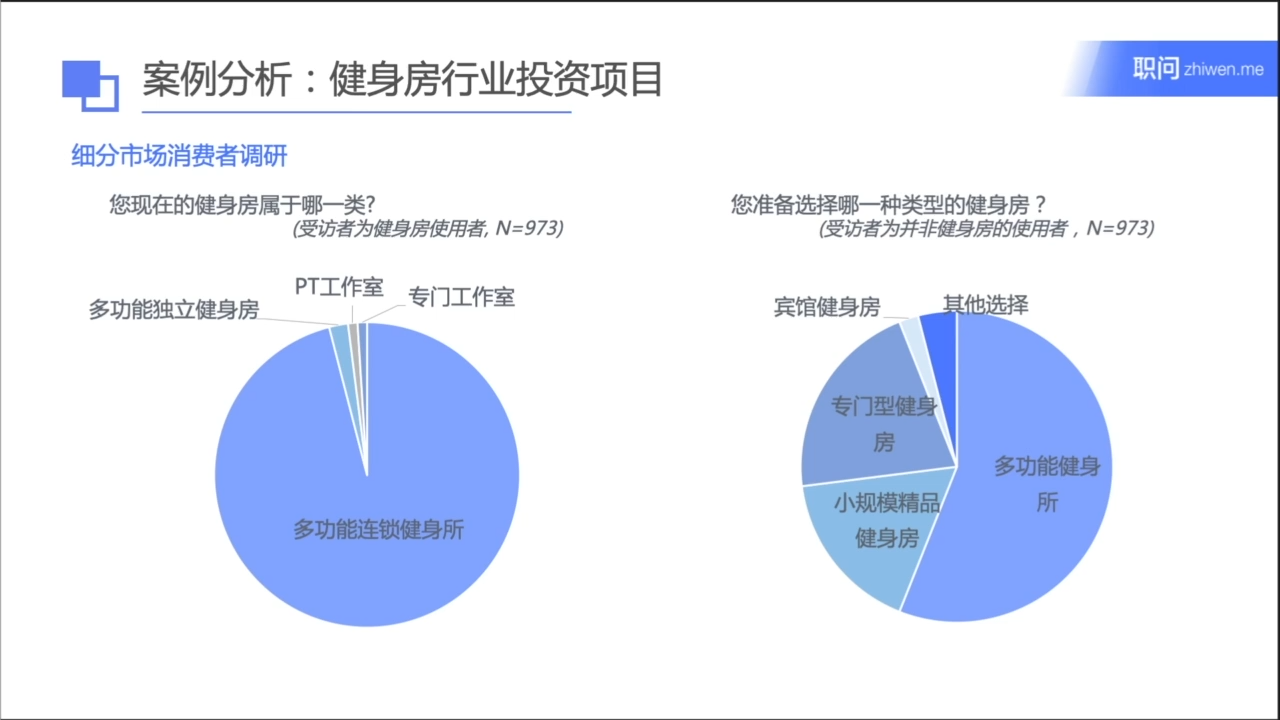 案例分析：健身房行业投资项目
职问 zhiwen.me
细分市场消费者调研
您现在的健身房属于哪一类?
(受访者为健身房使用者, N=973)
PT工作室
专门工作室
多功能独立健身房
多功能连锁健身所
您准备选择哪一种类型的健身房？
(受访者为并非健身房的使用者，N=973)
宾馆健身房
其他选择
专门型健身
房
多功能健身
所
小规模精品
健身房